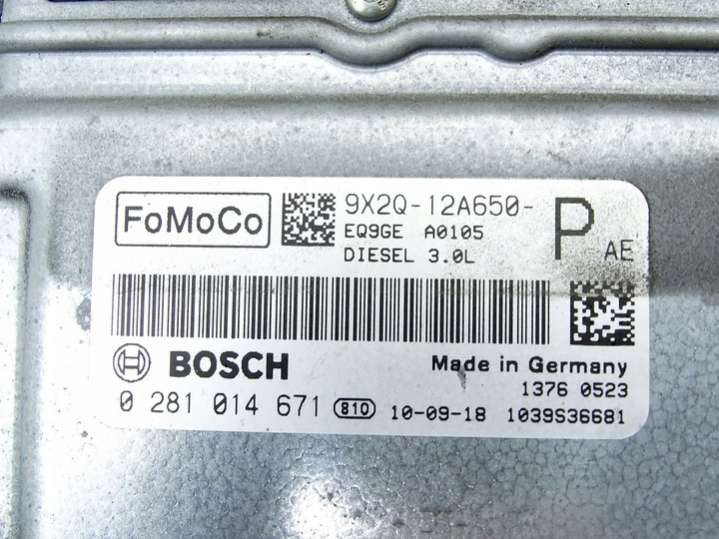 FoMoCo
9X2Q-12A650-
P AE
EQ9GE A0105
DIESEL 3.0L
BOSCH
Made in Germany
1376 0523
0 281 014 671 810 10-09-18 1039S36681